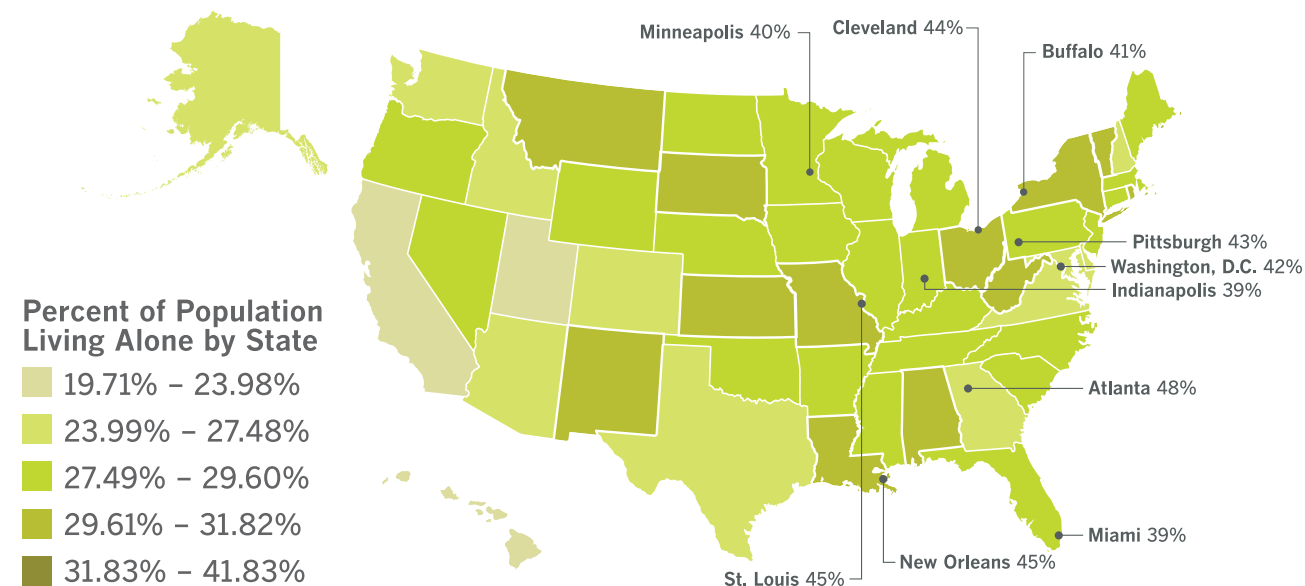 Minneapolis 40%
Cleveland 44%
Buffalo 41%
Pittsburgh 43%
Washington, D.C. 42%
Indianapolis 39%
Atlanta 48%
Miami 39%
New Orleans 45%
St. Louis 45%
Percent of Population
Living Alone by State
19.71% – 23.98%
23.99% – 27.48%
27.49% – 29.60%
29.61% – 31.82%
31.83% – 41.83%